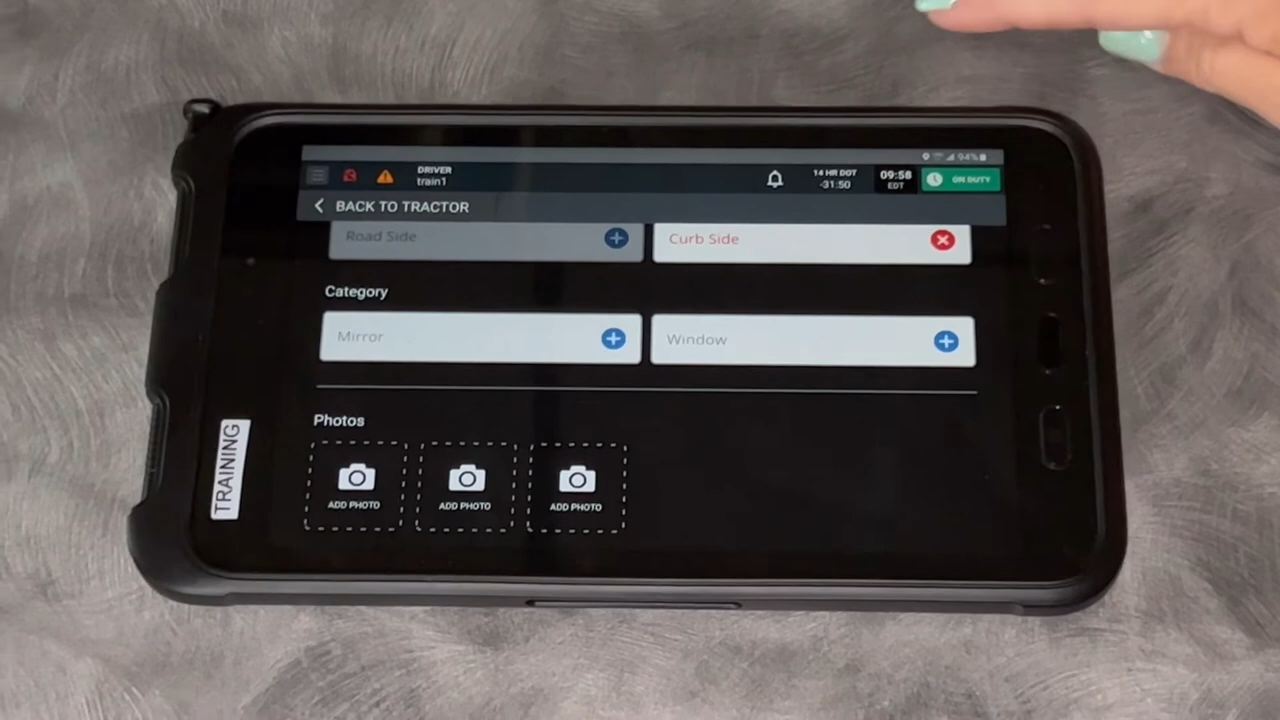 94%
DRIVER
train1
14 HR DOT
-31:50
09:58
EDT
ON DUTY
BACK TO TRACTOR
Road Side
Curb Side
Category
Mirror
Window
Photos
ADD PHOTO
ADD PHOTO
ADD PHOTO
TRAINING